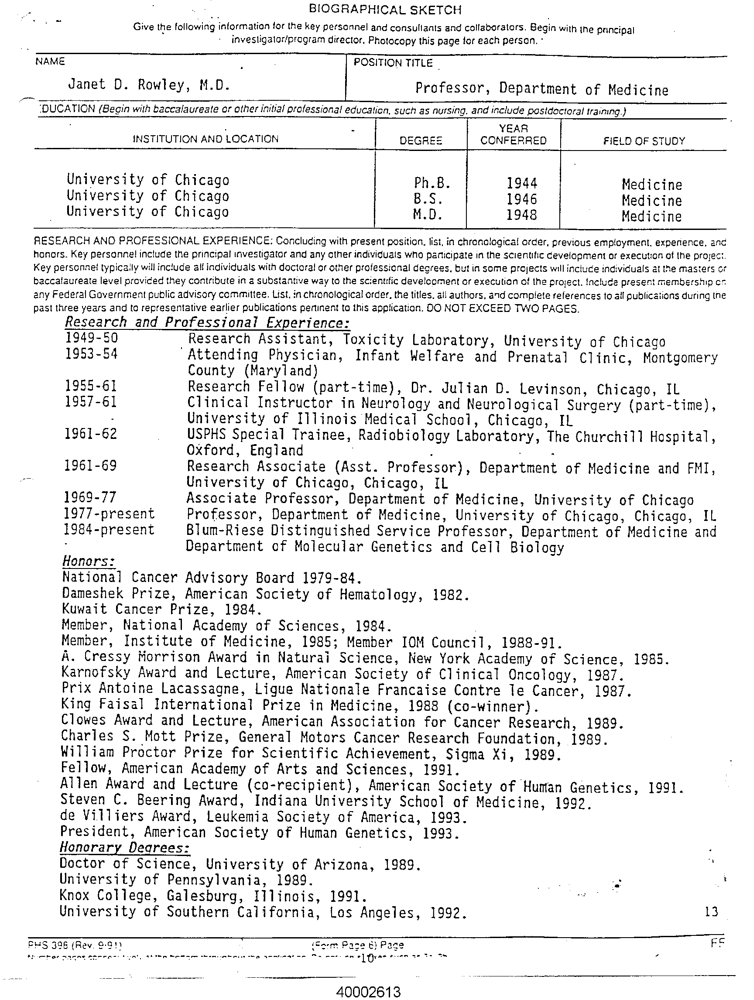 BIOGRAPHICAL SKETCH
Give the following information for the key personnel and consultants and collaborators. Begin with the principal
investigator/program director. Photocopy this page for each person.
NAME POSITION TITLE
Janet D. Rowley, M.D. Professor, Department of Medicine
DUCATION (Begin with baccalaureate or other initial professional education, such as nursing, and include postdoctoral training.)
INSTITUTION AND LOCATION DEGREE YEAR CONFERRED FIELD OF STUDY
University of Chicago Ph.B. 1944 Medicine
University of Chicago B.S. 1946 Medicine
University of Chicago M.D. 1948 Medicine
RESEARCH AND PROFESSIONAL EXPERIENCE: Concluding with present position, list, in chronological order, previous employment, experience, and
honors. Key personnel include the principal investigator and any other individuals who participate in the scientific development or execution of the project.
Key personnel typically will include all individuals with doctoral or other professional degrees, but in some projects will include individuals at the masters or
baccalaureate level provided they contribute in a substantive way to the scientific development or execution of the project. Include present membership on
any Federal Government public advisory committee. List, in chronological order, the titles, all authors, and complete references to all publications during the
past three years and to representative earlier publications pertinent to this application. DO NOT EXCEED TWO PAGES.
Research and Professional Experience:
1949-50 Research Assistant, Toxicity Laboratory, University of Chicago
1953-54 Attending Physician, Infant Welfare and Prenatal Clinic, Montgomery
County (Maryland)
1955-61 Research Fellow (part-time), Dr. Julian D. Levinson, Chicago, IL
1957-61 Clinical Instructor in Neurology and Neurological Surgery (part-time),
University of Illinois Medical School, Chicago, IL
1961-62 USPHS Special Trainee, Radiobiology Laboratory, The Churchill Hospital,
Oxford, England
1961-69 Research Associate (Asst. Professor), Department of Medicine and FMI,
University of Chicago, Chicago, IL
1969-77 Associate Professor, Department of Medicine, University of Chicago
1977-present Professor, Department of Medicine, University of Chicago, Chicago, IL
1984-present Blum-Riese Distinguished Service Professor, Department of Medicine and
Department of Molecular Genetics and Cell Biology
Honors:
National Cancer Advisory Board 1979-84.
Dameshek Prize, American Society of Hematology, 1982.
Kuwait Cancer Prize, 1984.
Member, National Academy of Sciences, 1984.
Member, Institute of Medicine, 1985; Member IOM Council, 1988-91.
A. Cressy Morrison Award in Natural Science, New York Academy of Science, 1985.
Karnofsky Award and Lecture, American Society of Clinical Oncology, 1987.
Prix Antoine Lacassagne, Ligue Nationale Francaise Contre le Cancer, 1987.
King Faisal International Prize in Medicine, 1988 (co-winner).
Clowes Award and Lecture, American Association for Cancer Research, 1989.
Charles S. Mott Prize, General Motors Cancer Research Foundation, 1989.
William Proctor Prize for Scientific Achievement, Sigma Xi, 1989.
Fellow, American Academy of Arts and Sciences, 1991.
Allen Award and Lecture (co-recipient), American Society of Human Genetics, 1991.
Steven C. Beering Award, Indiana University School of Medicine, 1992.
de Villiers Award, Leukemia Society of America, 1993.
President, American Society of Human Genetics, 1993.
Honorary Degrees:
Doctor of Science, University of Arizona, 1989.
University of Pennsylvania, 1989.
Knox College, Galesburg, Illinois, 1991.
University of Southern California, Los Angeles, 1992. 13
PHS 398 (Rev. 9/91) (Form Page 6) Page FF
10
40002613